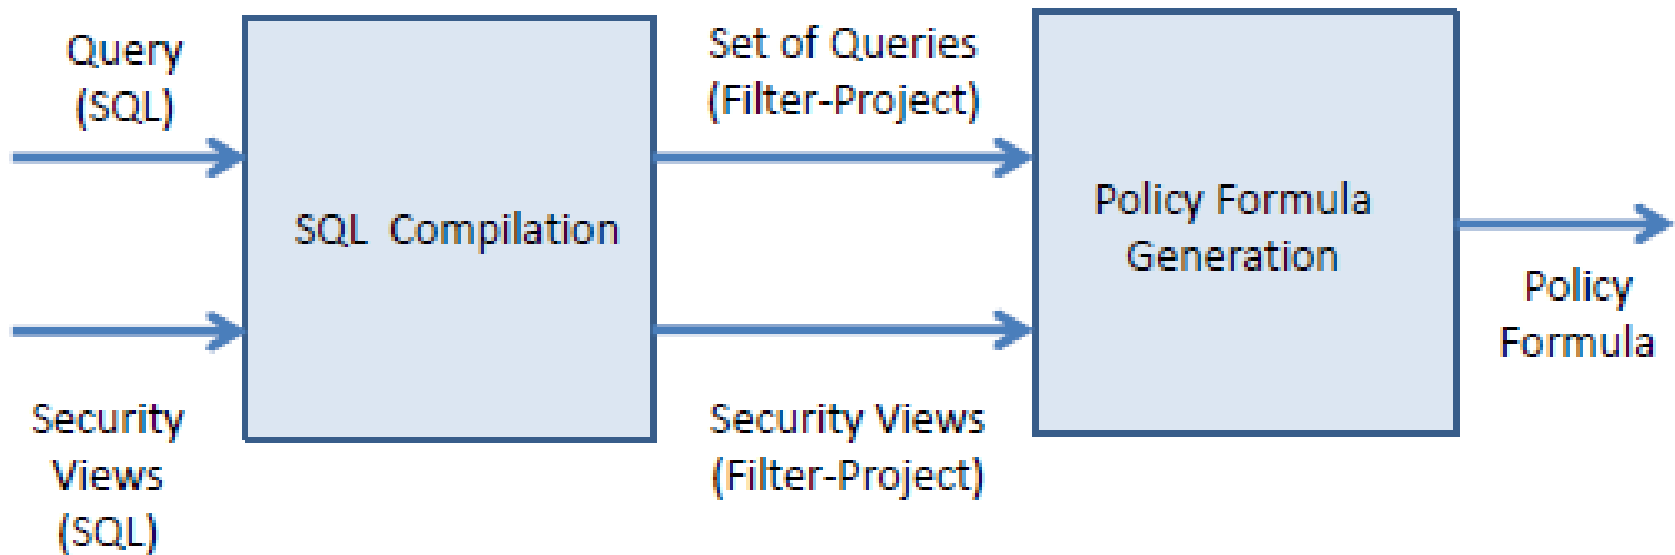 Query
(SQL)
Security
Views
(SQL)
SQL Compilation
Set of Queries
(Filter-Project)
Security Views
(Filter-Project)
Policy Formula
Generation
Policy
Formula